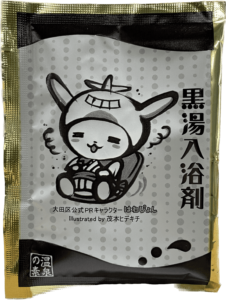 黒湯入浴剤
大田区公式PRキャラクター はねぴょん
Illustrated by 茂木ヒデキチ.
温泉
の素